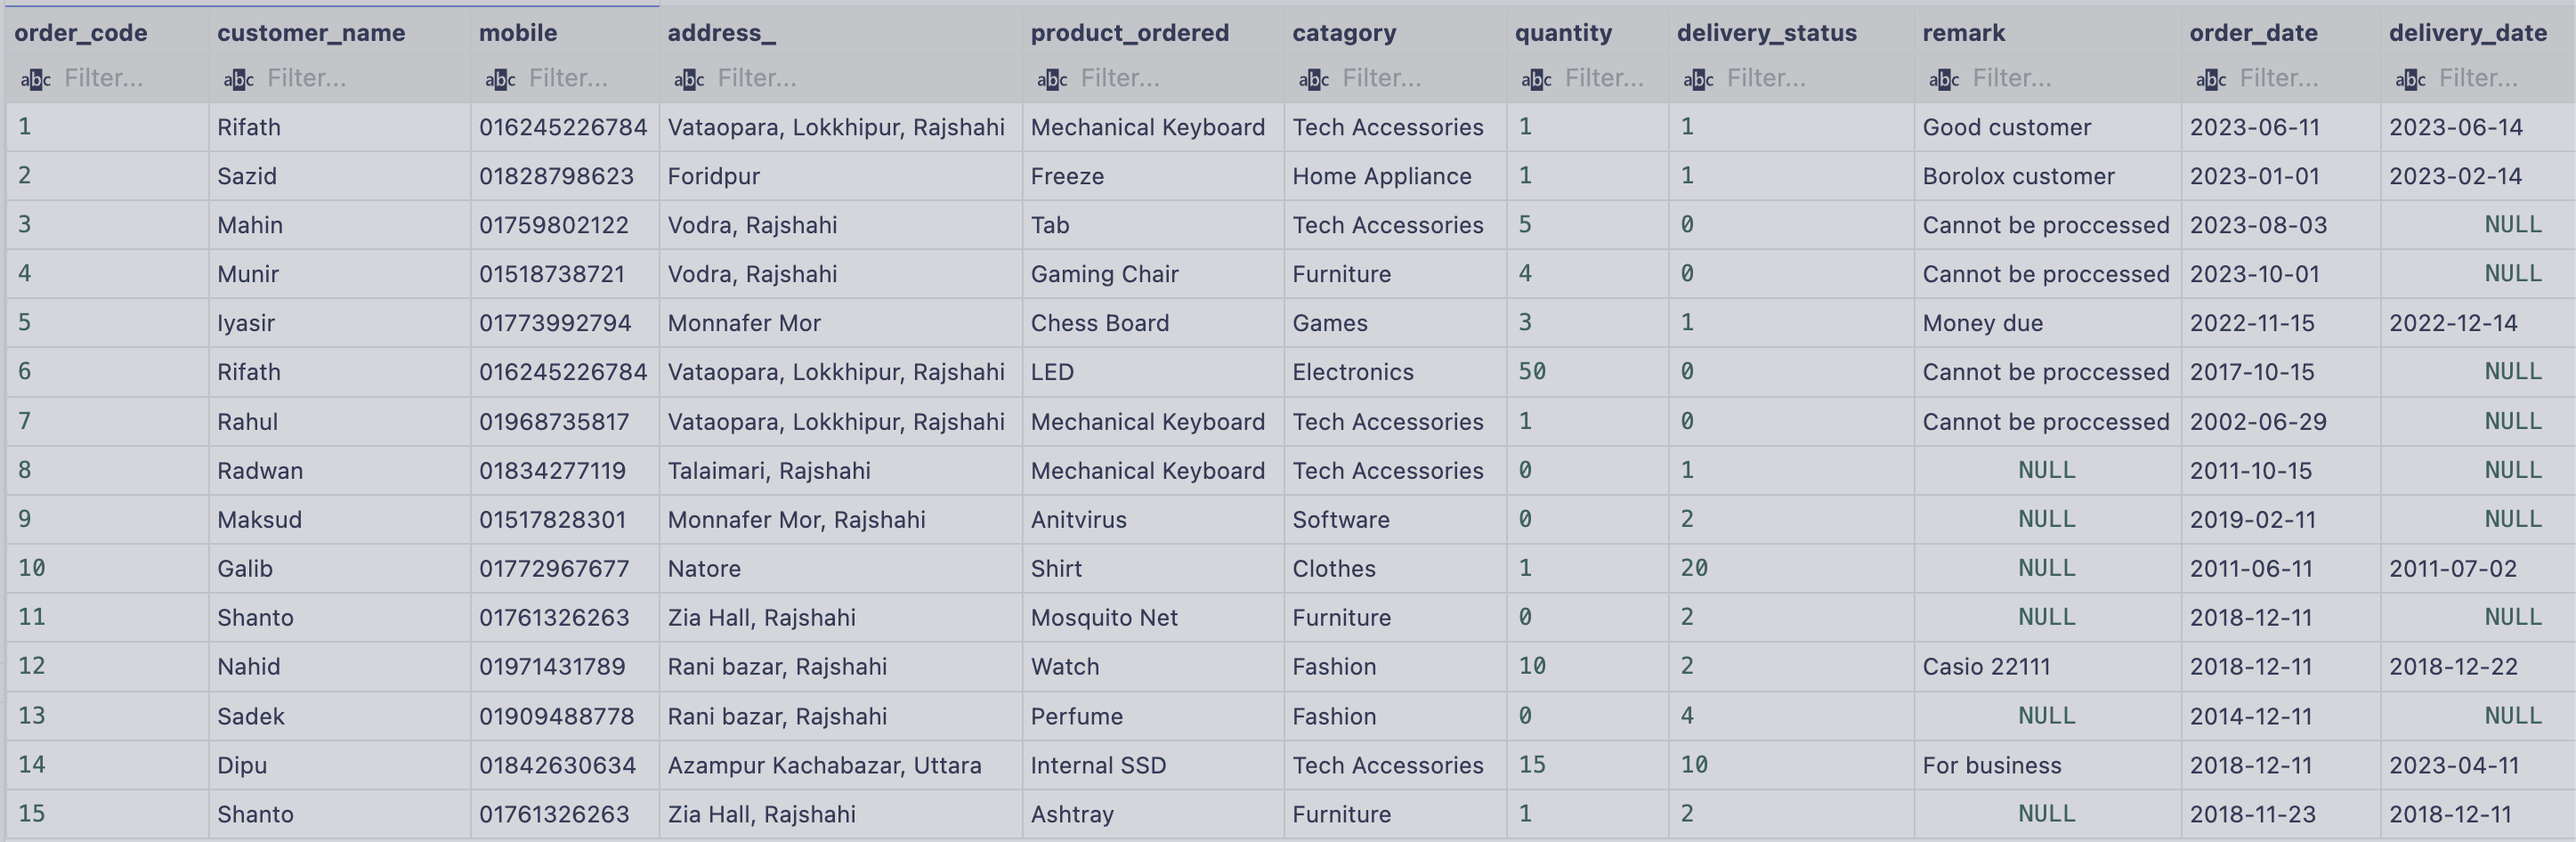 order_code customer_name mobile address_ product_ordered catagory quantity delivery_status remark order_date delivery_date
abc Filter... abc Filter... abc Filter... abc Filter... abc Filter... abc Filter... abc Filter... abc Filter... abc Filter... abc Filter... abc Filter...
1 Rifath 016245226784 Vataopara, Lokkhipur, Rajshahi Mechanical Keyboard Tech Accessories 1 1 Good customer 2023-06-11 2023-06-14
2 Sazid 01828798623 Foridpur Freeze Home Appliance 1 1 Borolox customer 2023-01-01 2023-02-14
3 Mahin 01759802122 Vodra, Rajshahi Tab Tech Accessories 5 0 Cannot be proccessed 2023-08-03 NULL
4 Munir 01518738721 Vodra, Rajshahi Gaming Chair Furniture 4 0 Cannot be proccessed 2023-10-01 NULL
5 Iyasir 01773992794 Monnafer Mor Chess Board Games 3 1 Money due 2022-11-15 2022-12-14
6 Rifath 016245226784 Vataopara, Lokkhipur, Rajshahi LED Electronics 50 0 Cannot be proccessed 2017-10-15 NULL
7 Rahul 01968735817 Vataopara, Lokkhipur, Rajshahi Mechanical Keyboard Tech Accessories 1 0 Cannot be proccessed 2002-06-29 NULL
8 Radwan 01834277119 Talaimari, Rajshahi Mechanical Keyboard Tech Accessories 0 1 NULL 2011-10-15 NULL
9 Maksud 01517828301 Monnafer Mor, Rajshahi Anitvirus Software 0 2 NULL 2019-02-11 NULL
10 Galib 01772967677 Natore Shirt Clothes 1 20 NULL 2011-06-11 2011-07-02
11 Shanto 01761326263 Zia Hall, Rajshahi Mosquito Net Furniture 0 2 NULL 2018-12-11 NULL
12 Nahid 01971431789 Rani bazar, Rajshahi Watch Fashion 10 2 Casio 22111 2018-12-11 2018-12-22
13 Sadek 01909488778 Rani bazar, Rajshahi Perfume Fashion 0 4 NULL 2014-12-11 NULL
14 Dipu 01842630634 Azampur Kachabazar, Uttara Internal SSD Tech Accessories 15 10 For business 2018-12-11 2023-04-11
15 Shanto 01761326263 Zia Hall, Rajshahi Ashtray Furniture 1 2 NULL 2018-11-23 2018-12-11